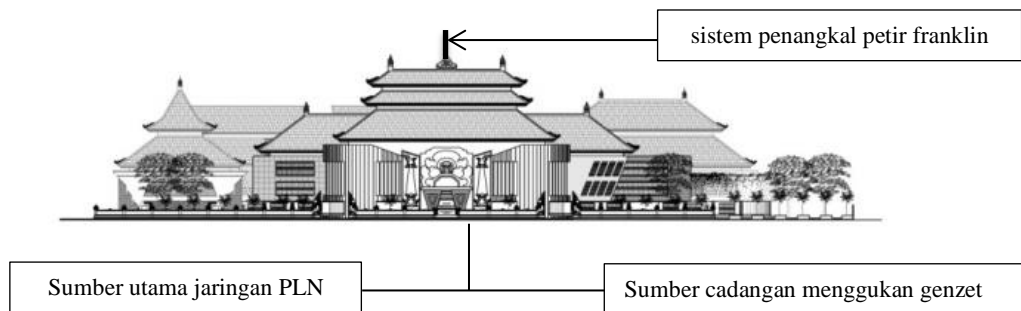 sistem penangkal petir franklin
Sumber utama jaringan PLN
Sumber cadangan menggukan genzet